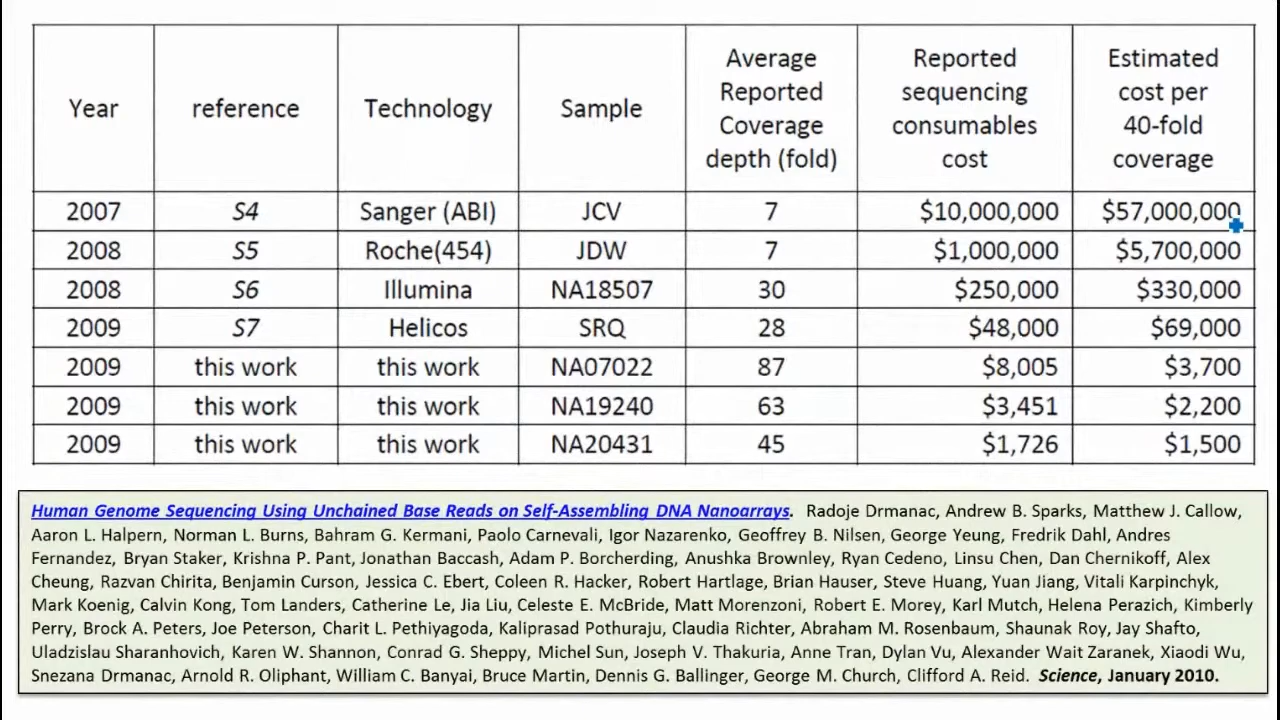 Year reference Technology Sample Average Reported Coverage depth (fold) Reported sequencing consumables cost Estimated cost per 40-fold coverage
2007 S4 Sanger (ABI) JCV 7 $10,000,000 $57,000,000
2008 S5 Roche(454) JDW 7 $1,000,000 $5,700,000
2008 S6 Illumina NA18507 30 $250,000 $330,000
2009 S7 Helicos SRQ 28 $48,000 $69,000
2009 this work this work NA07022 87 $8,005 $3,700
2009 this work this work NA19240 63 $3,451 $2,200
2009 this work this work NA20431 45 $1,726 $1,500
Human Genome Sequencing Using Unchained Base Reads on Self-Assembling DNA Nanoarrays. Radoje Drmanac, Andrew B. Sparks, Matthew J. Callow,
Aaron L. Halpern, Norman L. Burns, Bahram G. Kermani, Paolo Carnevali, Igor Nazarenko, Geoffrey B. Nilsen, George Yeung, Fredrik Dahl, Andres
Fernandez, Bryan Staker, Krishna P. Pant, Jonathan Baccash, Adam P. Borcherding, Anushka Brownley, Ryan Cedeno, Linsu Chen, Dan Chernikoff, Alex
Cheung, Razvan Chirita, Benjamin Curson, Jessica C. Ebert, Coleen R. Hacker, Robert Hartlage, Brian Hauser, Steve Huang, Yuan Jiang, Vitali Karpinchyk,
Mark Koenig, Calvin Kong, Tom Landers, Catherine Le, Jia Liu, Celeste E. McBride, Matt Morenzoni, Robert E. Morey, Karl Mutch, Helena Perazich, Kimberly
Perry, Brock A. Peters, Joe Peterson, Charit L. Pethiyagoda, Kaliprasad Pothuraju, Claudia Richter, Abraham M. Rosenbaum, Shaunak Roy, Jay Shafto,
Uladzislau Sharanhovich, Karen W. Shannon, Conrad G. Sheppy, Michel Sun, Joseph V. Thakuria, Anne Tran, Dylan Vu, Alexander Wait Zaranek, Xiaodi Wu,
Snezana Drmanac, Arnold R. Oliphant, William C. Banyai, Bruce Martin, Dennis G. Ballinger, George M. Church, Clifford A. Reid. Science, January 2010.